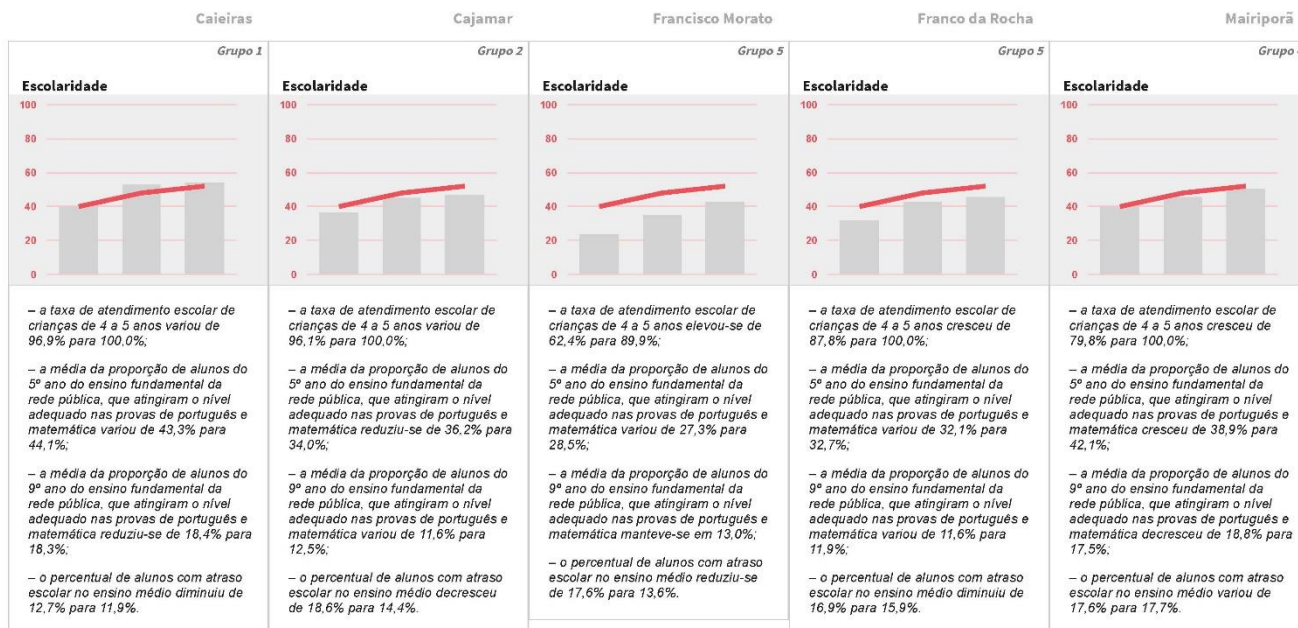 Caieiras
Grupo 1
Escolaridade
100
80
60
40
20
0
– a taxa de atendimento escolar de
crianças de 4 a 5 anos variou de
96,9% para 100,0%;
– a média da proporção de alunos do
5º ano do ensino fundamental da
rede pública, que atingiram o nível
adequado nas provas de português e
matemática variou de 43,3% para
44,1%;
– a média da proporção de alunos do
9º ano do ensino fundamental da
rede pública, que atingiram o nível
adequado nas provas de português e
matemática reduziu-se de 18,4% para
18,3%;
– o percentual de alunos com atraso
escolar no ensino médio diminuiu de
12,7% para 11,9%.
Cajamar
Grupo 2
Escolaridade
100
80
60
40
20
0
– a taxa de atendimento escolar de
crianças de 4 a 5 anos variou de
96,1% para 100,0%;
– a média da proporção de alunos do
5º ano do ensino fundamental da
rede pública, que atingiram o nível
adequado nas provas de português e
matemática reduziu-se de 36,2% para
34,0%;
– a média da proporção de alunos do
9º ano do ensino fundamental da
rede pública, que atingiram o nível
adequado nas provas de português e
matemática variou de 11,6% para
12,5%;
– o percentual de alunos com atraso
escolar no ensino médio decresceu
de 18,6% para 14,4%.
Francisco Morato
Grupo 5
Escolaridade
100
80
60
40
20
0
– a taxa de atendimento escolar de
crianças de 4 a 5 anos elevou-se de
62,4% para 89,9%;
– a média da proporção de alunos do
5º ano do ensino fundamental da
rede pública, que atingiram o nível
adequado nas provas de português e
matemática variou de 27,3% para
28,5%;
– a média da proporção de alunos do
9º ano do ensino fundamental da
rede pública, que atingiram o nível
adequado nas provas de português e
matemática manteve-se em 13,0%;
– o percentual de alunos com atraso
escolar no ensino médio reduziu-se
de 17,6% para 13,6%.
Franco da Rocha
Grupo 5
Escolaridade
100
80
60
40
20
0
– a taxa de atendimento escolar de
crianças de 4 a 5 anos cresceu de
87,8% para 100,0%;
– a média da proporção de alunos do
5º ano do ensino fundamental da
rede pública, que atingiram o nível
adequado nas provas de português e
matemática variou de 32,1% para
32,7%;
– a média da proporção de alunos do
9º ano do ensino fundamental da
rede pública, que atingiram o nível
adequado nas provas de português e
matemática variou de 11,6% para
11,9%;
– o percentual de alunos com atraso
escolar no ensino médio diminuiu de
16,9% para 15,9%.
Mairiporã
Grupo
Escolaridade
100
80
60
40
20
0
– a taxa de atendimento escolar de
crianças de 4 a 5 anos cresceu de
79,8% para 100,0%;
– a média da proporção de alunos do
5º ano do ensino fundamental da
rede pública, que atingiram o nível
adequado nas provas de português e
matemática cresceu de 38,9% para
42,1%;
– a média da proporção de alunos do
9º ano do ensino fundamental da
rede pública, que atingiram o nível
adequado nas provas de português e
matemática decresceu de 18,8% para
17,5%;
– o percentual de alunos com atraso
escolar no ensino médio variou de
17,6% para 17,7%.